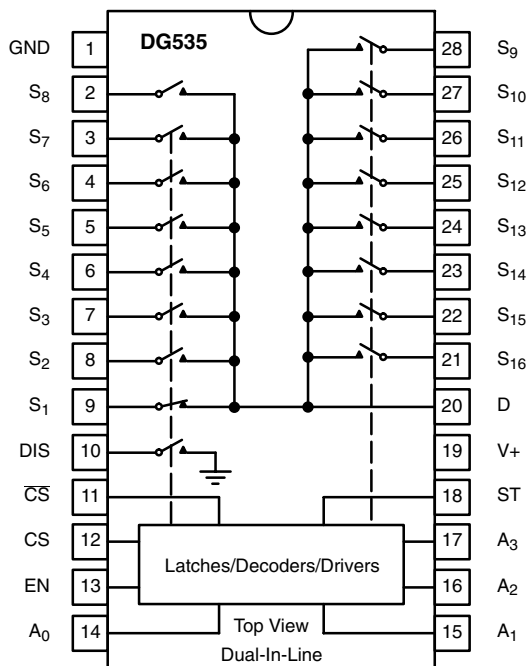 DG535
GND 1 28 S9
S8 2 27 S10
S7 3 26 S11
S6 4 25 S12
S5 5 24 S13
S4 6 23 S14
S3 7 22 S15
S2 8 21 S16
S1 9 20 D
DIS 10 19 V+
C̅S̅ 11 18 ST
CS 12 17 A3
Latches/Decoders/Drivers
EN 13 16 A2
A0 14 15 A1
Top View
Dual-In-Line